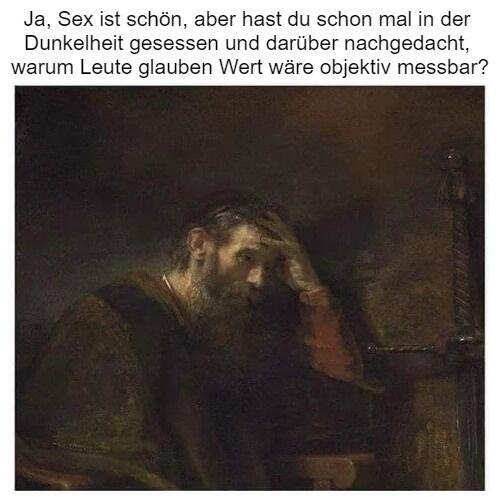 Ja, Sex ist schön, aber hast du schon mal in der
Dunkelheit gesessen und darüber nachgedacht,
warum Leute glauben Wert wäre objektiv messbar?